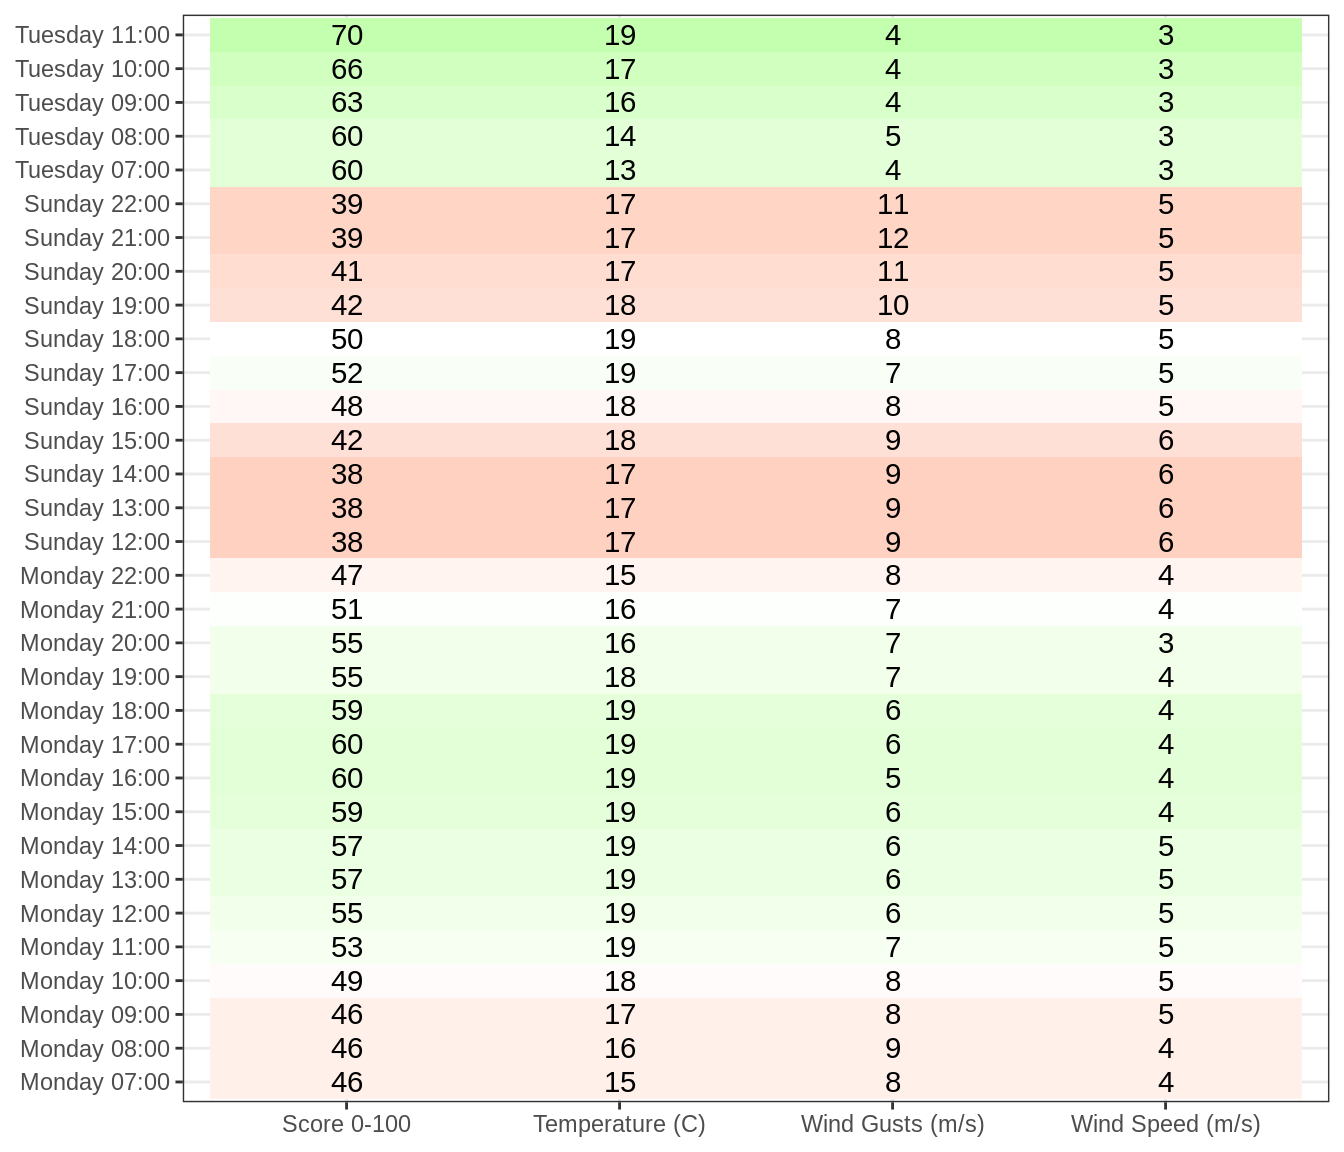 Tuesday 11:00 70 19 4 3
Tuesday 10:00 66 17 4 3
Tuesday 09:00 63 16 4 3
Tuesday 08:00 60 14 5 3
Tuesday 07:00 60 13 4 3
Sunday 22:00 39 17 11 5
Sunday 21:00 39 17 12 5
Sunday 20:00 41 17 11 5
Sunday 19:00 42 18 10 5
Sunday 18:00 50 19 8 5
Sunday 17:00 52 19 7 5
Sunday 16:00 48 18 8 5
Sunday 15:00 42 18 9 6
Sunday 14:00 38 17 9 6
Sunday 13:00 38 17 9 6
Sunday 12:00 38 17 9 6
Monday 22:00 47 15 8 4
Monday 21:00 51 16 7 4
Monday 20:00 55 16 7 3
Monday 19:00 55 18 7 4
Monday 18:00 59 19 6 4
Monday 17:00 60 19 6 4
Monday 16:00 60 19 5 4
Monday 15:00 59 19 6 4
Monday 14:00 57 19 6 5
Monday 13:00 57 19 6 5
Monday 12:00 55 19 6 5
Monday 11:00 53 19 7 5
Monday 10:00 49 18 8 5
Monday 09:00 46 17 8 5
Monday 08:00 46 16 9 4
Monday 07:00 46 15 8 4
Score 0-100 Temperature (C) Wind Gusts (m/s) Wind Speed (m/s)